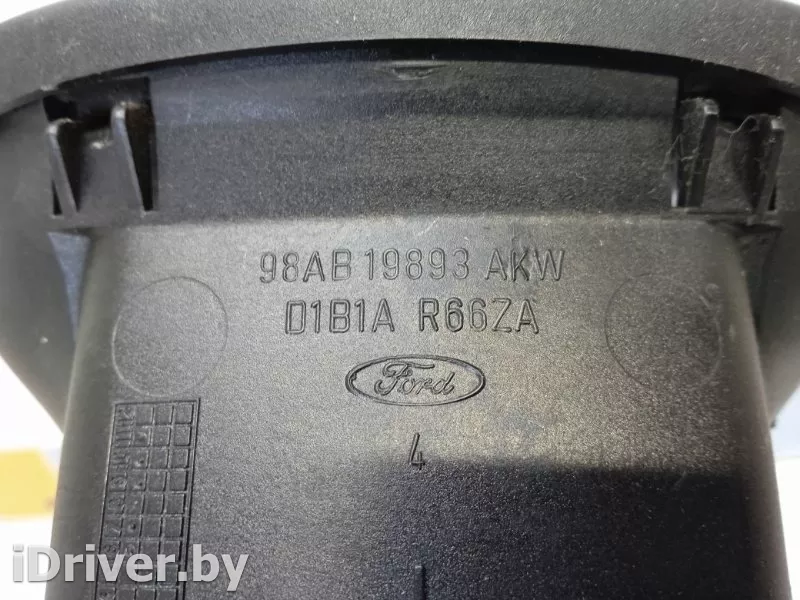 98AB 19893 AKW
D1B1A R66ZA
Ford
4
iDriver.by